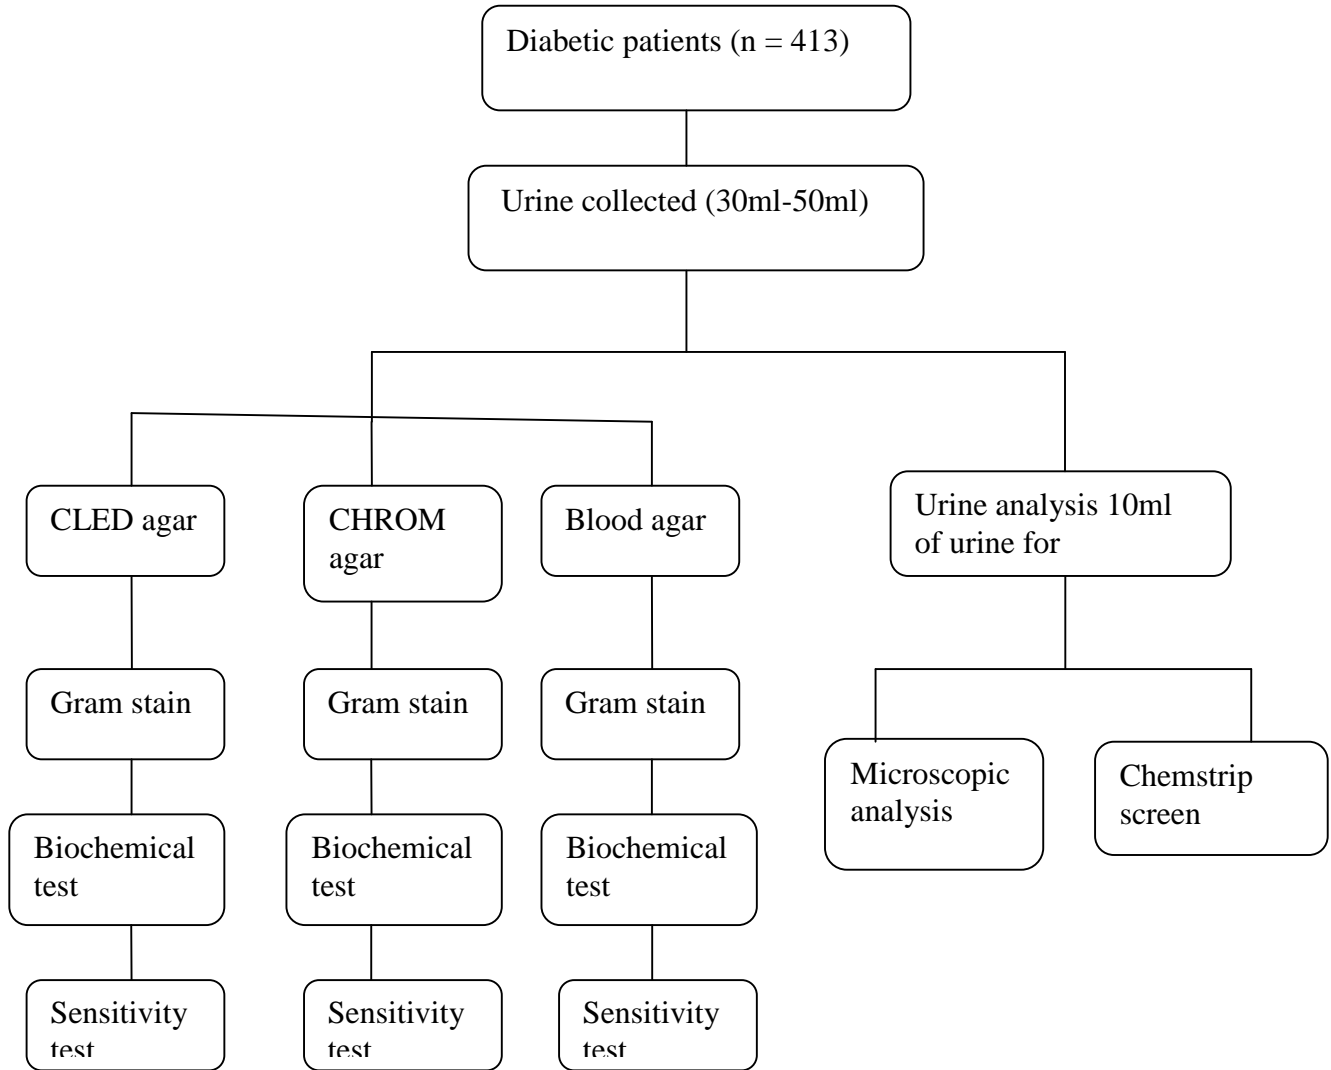 Diabetic patients (n = 413)
Urine collected (30ml-50ml)
CLED agar
CHROM
agar
Blood agar
Urine analysis 10ml
of urine for
Gram stain
Gram stain
Gram stain
Microscopic
analysis
Chemstrip
screen
Biochemical
test
Biochemical
test
Biochemical
test
Sensitivity
test
Sensitivity
test
Sensitivity
test